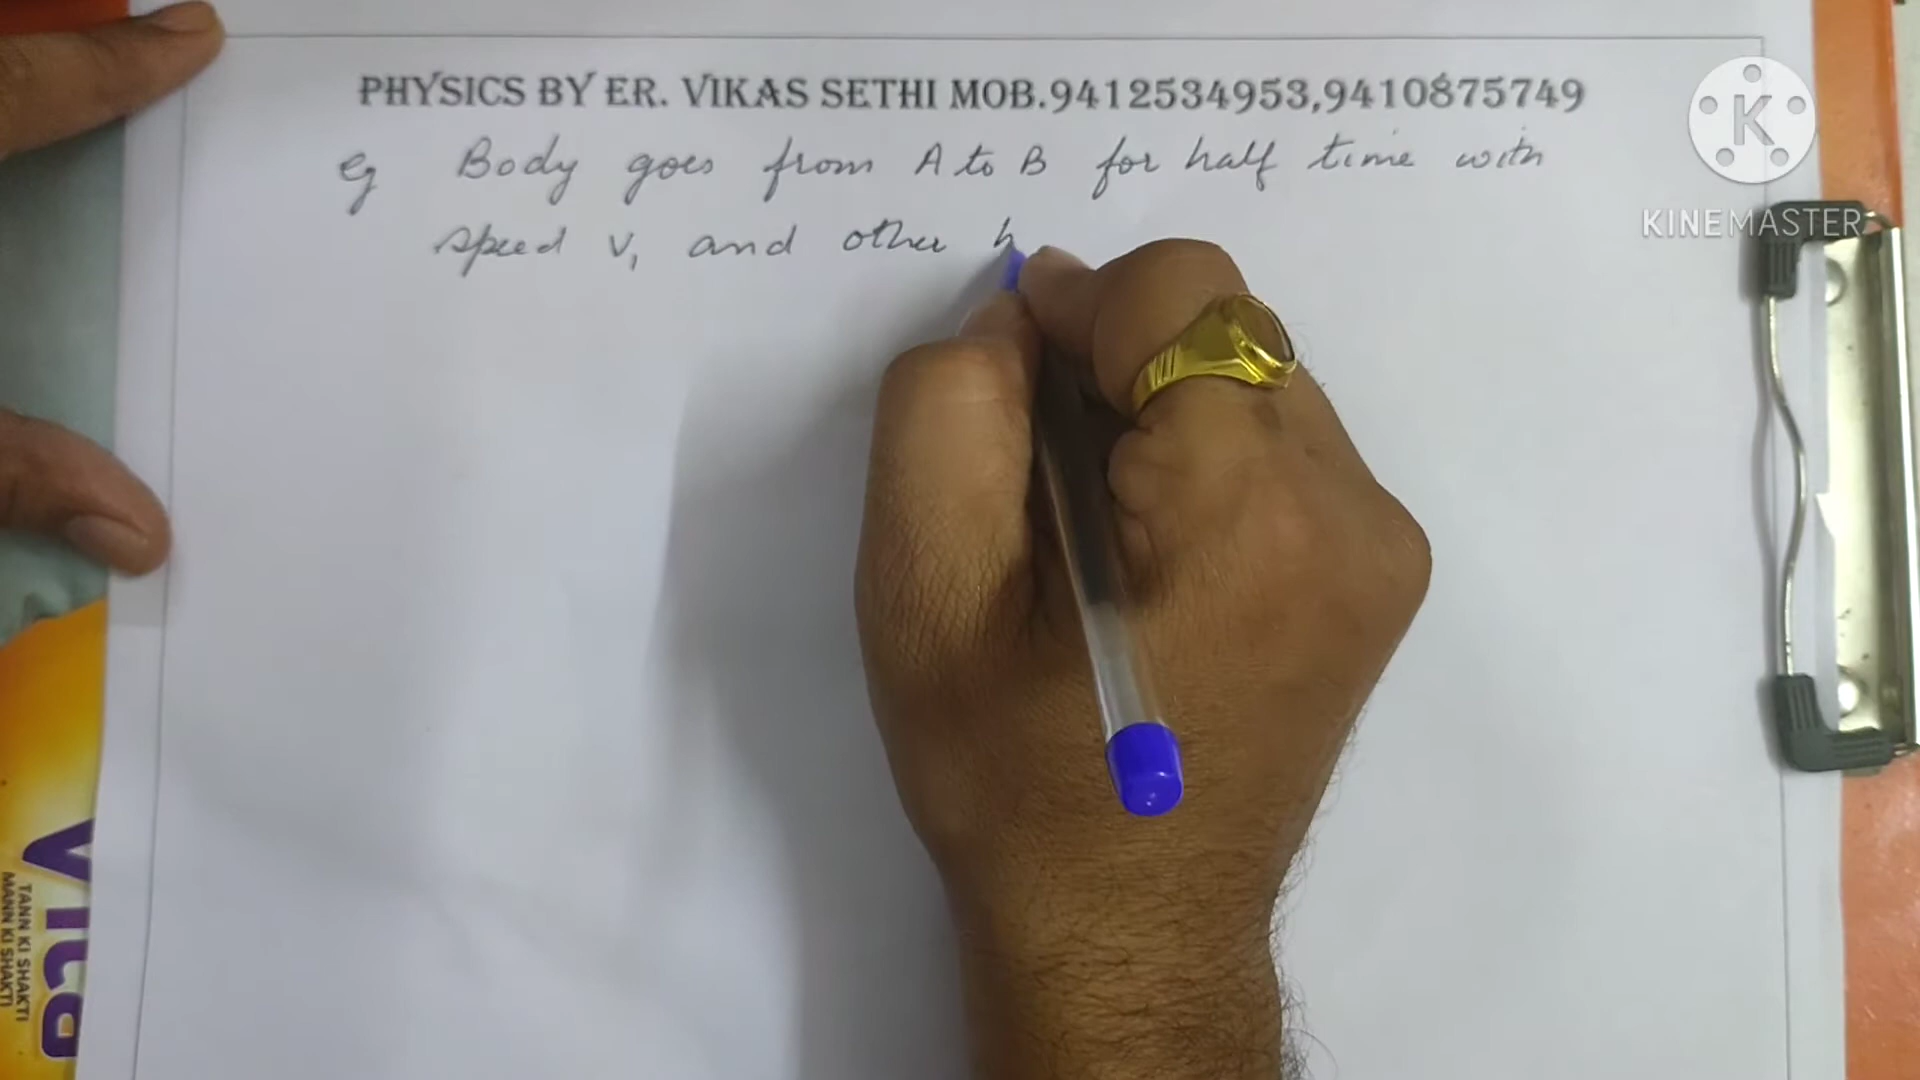 PHYSICS BY ER. VIKAS SETHI MOB.9412534953,9410875749
eg Body goes from A to B for half time with
speed v₁ and other h
K
KINEMASTER
Vita
TANN KI SHAKTI
MANN KI SHAKTI